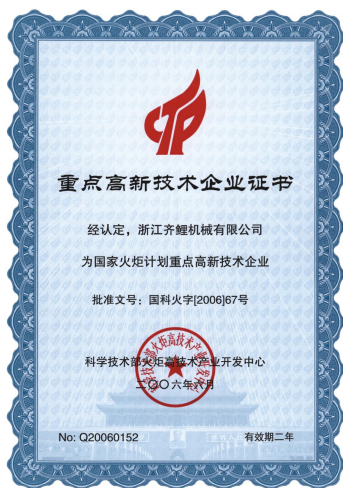 重点高新技术企业证书
经认定，浙江齐鲤机械有限公司
为国家火炬计划重点高新技术企业
批准文号：国科火字[2006]67号
科学技术部火炬高技术产业开发中心
二〇〇六年六月
No: Q20060152
有效期二年